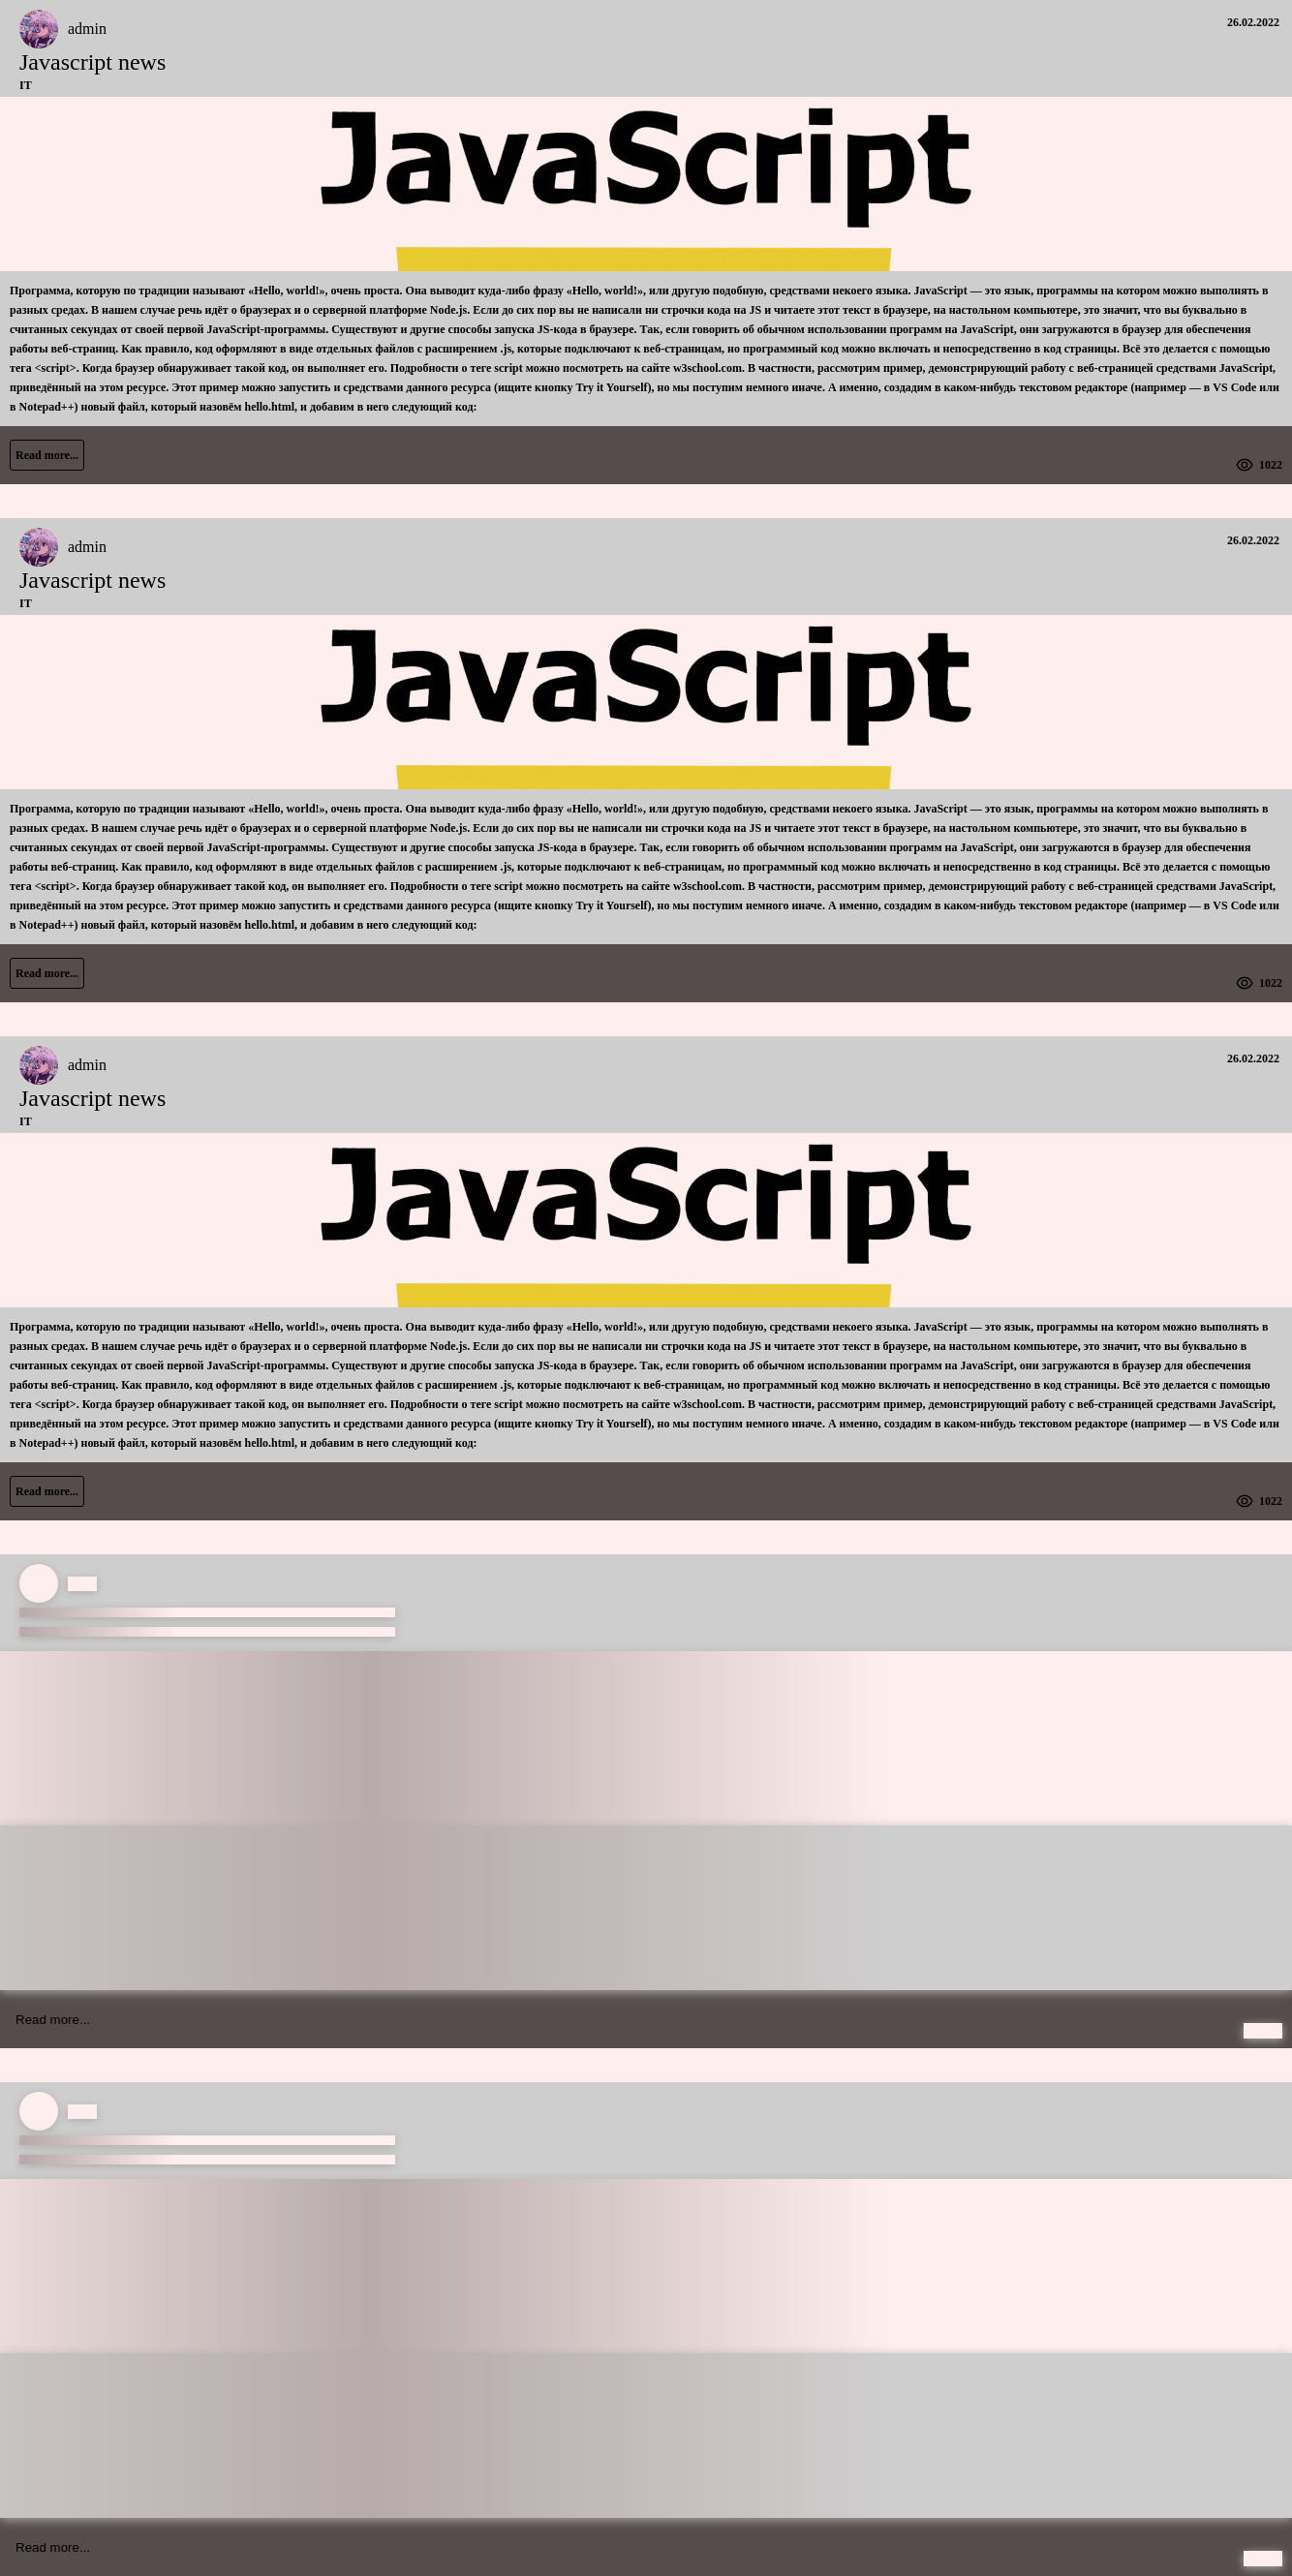 admin
26.02.2022
Javascript news
IT
JavaScript
Программа, которую по традиции называют «Hello, world!», очень проста. Она выводит куда-либо фразу «Hello, world!», или другую подобную, средствами некоего языка. JavaScript — это язык, программы на котором можно выполнять в
разных средах. В нашем случае речь идёт о браузерах и о серверной платформе Node.js. Если до сих пор вы не написали ни строчки кода на JS и читаете этот текст в браузере, на настольном компьютере, это значит, что вы буквально в
считанных секундах от своей первой JavaScript-программы. Существуют и другие способы запуска JS-кода в браузере. Так, если говорить об обычном использовании программ на JavaScript, они загружаются в браузер для обеспечения
работы веб-страниц. Как правило, код оформляют в виде отдельных файлов с расширением .js, которые подключают к веб-страницам, но программный код можно включать и непосредственно в код страницы. Всё это делается с помощью
тега <script>. Когда браузер обнаруживает такой код, он выполняет его. Подробности о теге script можно посмотреть на сайте w3school.com. В частности, рассмотрим пример, демонстрирующий работу с веб-страницей средствами JavaScript,
приведённый на этом ресурсе. Этот пример можно запустить и средствами данного ресурса (ищите кнопку Try it Yourself), но мы поступим немного иначе. А именно, создадим в каком-нибудь текстовом редакторе (например — в VS Code или
в Notepad++) новый файл, который назовём hello.html, и добавим в него следующий код:
Read more...
1022
admin
26.02.2022
Javascript news
IT
JavaScript
Программа, которую по традиции называют «Hello, world!», очень проста. Она выводит куда-либо фразу «Hello, world!», или другую подобную, средствами некоего языка. JavaScript — это язык, программы на котором можно выполнять в
разных средах. В нашем случае речь идёт о браузерах и о серверной платформе Node.js. Если до сих пор вы не написали ни строчки кода на JS и читаете этот текст в браузере, на настольном компьютере, это значит, что вы буквально в
считанных секундах от своей первой JavaScript-программы. Существуют и другие способы запуска JS-кода в браузере. Так, если говорить об обычном использовании программ на JavaScript, они загружаются в браузер для обеспечения
работы веб-страниц. Как правило, код оформляют в виде отдельных файлов с расширением .js, которые подключают к веб-страницам, но программный код можно включать и непосредственно в код страницы. Всё это делается с помощью
тега <script>. Когда браузер обнаруживает такой код, он выполняет его. Подробности о теге script можно посмотреть на сайте w3school.com. В частности, рассмотрим пример, демонстрирующий работу с веб-страницей средствами JavaScript,
приведённый на этом ресурсе. Этот пример можно запустить и средствами данного ресурса (ищите кнопку Try it Yourself), но мы поступим немного иначе. А именно, создадим в каком-нибудь текстовом редакторе (например — в VS Code или
в Notepad++) новый файл, который назовём hello.html, и добавим в него следующий код:
Read more...
1022
admin
26.02.2022
Javascript news
IT
JavaScript
Программа, которую по традиции называют «Hello, world!», очень проста. Она выводит куда-либо фразу «Hello, world!», или другую подобную, средствами некоего языка. JavaScript — это язык, программы на котором можно выполнять в
разных средах. В нашем случае речь идёт о браузерах и о серверной платформе Node.js. Если до сих пор вы не написали ни строчки кода на JS и читаете этот текст в браузере, на настольном компьютере, это значит, что вы буквально в
считанных секундах от своей первой JavaScript-программы. Существуют и другие способы запуска JS-кода в браузере. Так, если говорить об обычном использовании программ на JavaScript, они загружаются в браузер для обеспечения
работы веб-страниц. Как правило, код оформляют в виде отдельных файлов с расширением .js, которые подключают к веб-страницам, но программный код можно включать и непосредственно в код страницы. Всё это делается с помощью
тега <script>. Когда браузер обнаруживает такой код, он выполняет его. Подробности о теге script можно посмотреть на сайте w3school.com. В частности, рассмотрим пример, демонстрирующий работу с веб-страницей средствами JavaScript,
приведённый на этом ресурсе. Этот пример можно запустить и средствами данного ресурса (ищите кнопку Try it Yourself), но мы поступим немного иначе. А именно, создадим в каком-нибудь текстовом редакторе (например — в VS Code или
в Notepad++) новый файл, который назовём hello.html, и добавим в него следующий код:
Read more...
1022
Read more...
Read more...